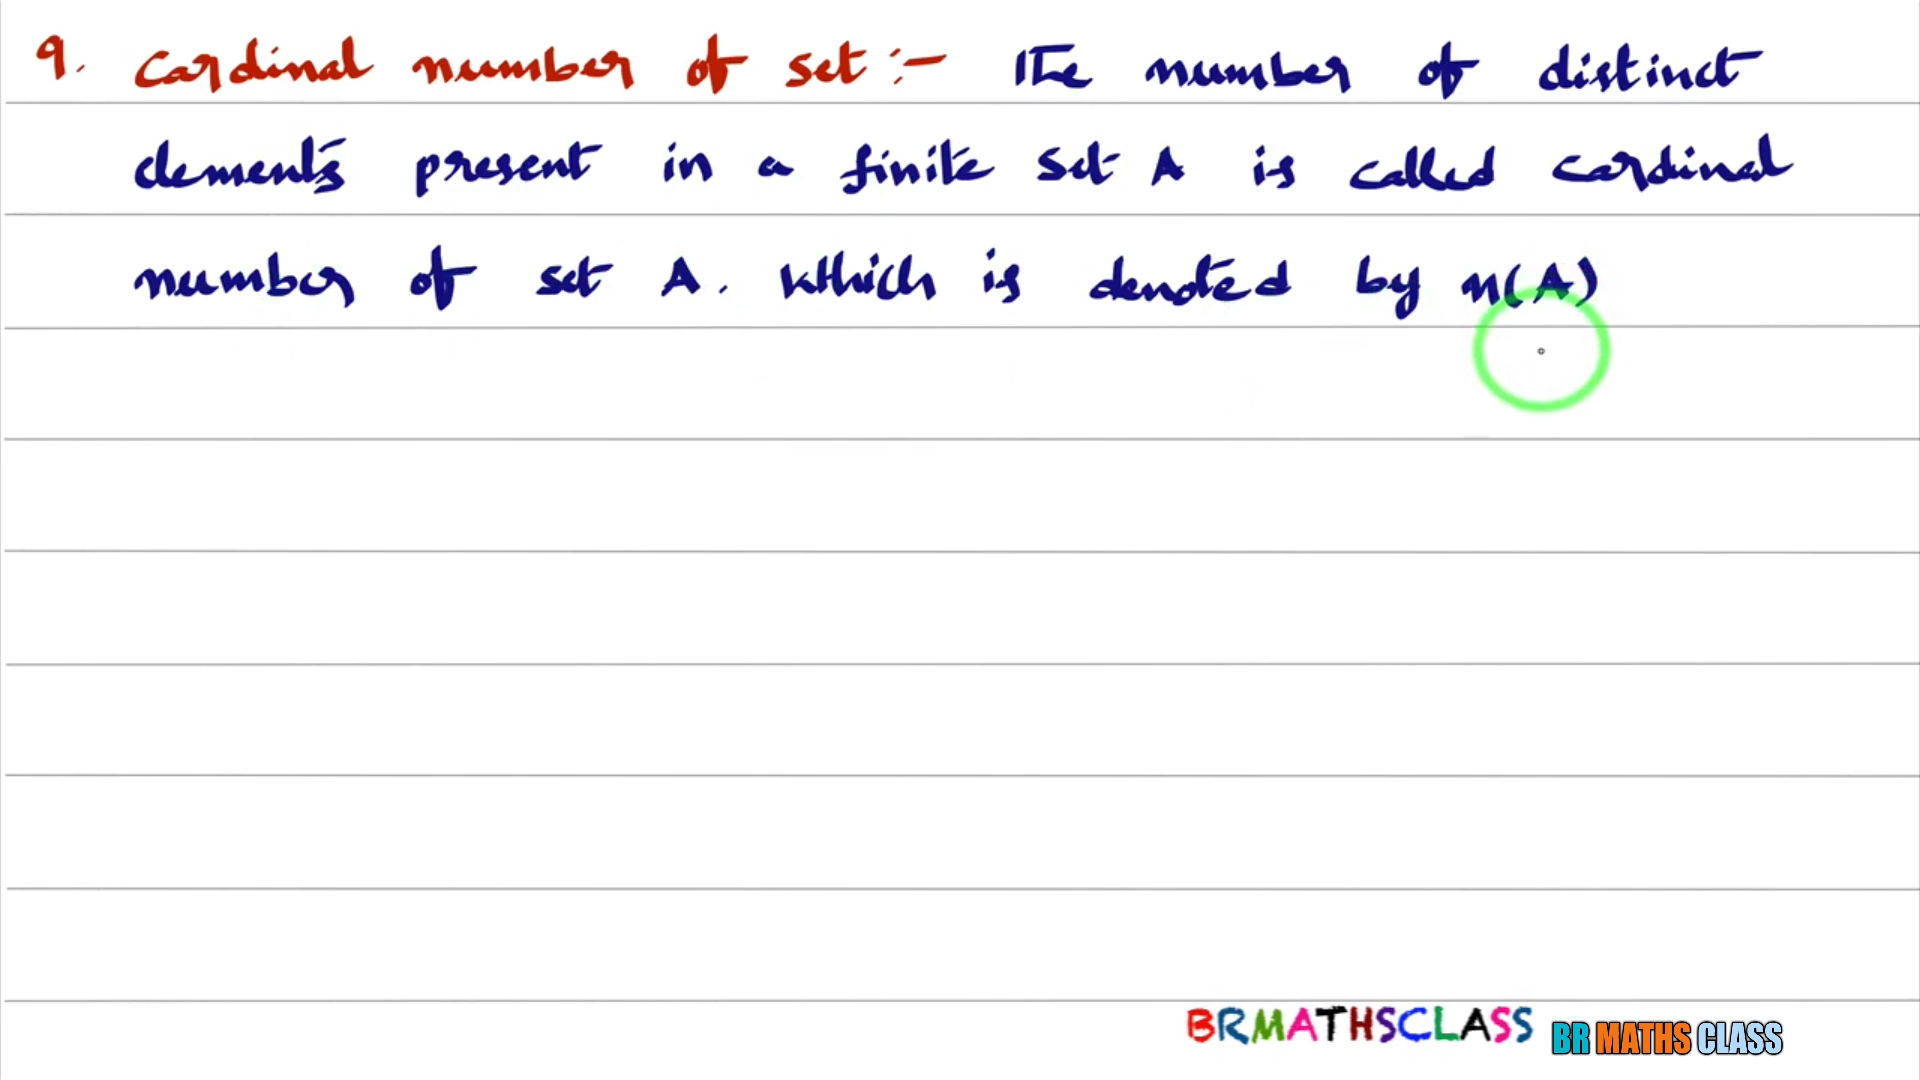 9. Cardinal number of set :- The number of distinct
elements present in a finite set A is called cardinal
number of set A. Which is denoted by n(A)
BRMATHSCLASS
BR MATHS CLASS